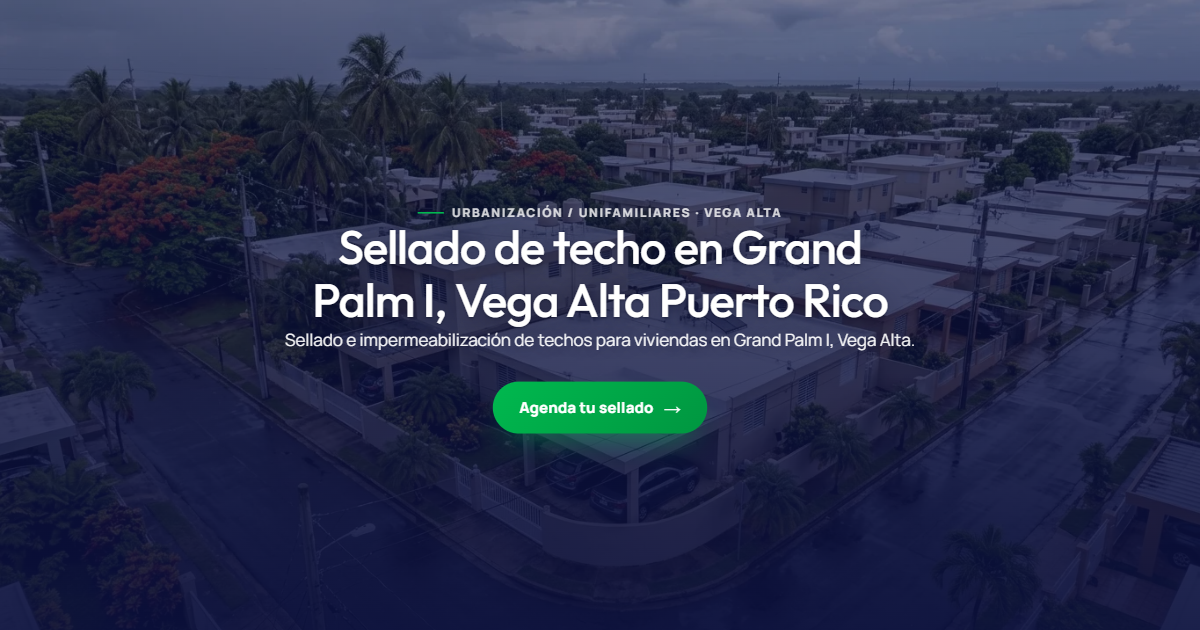 URBANIZACIÓN / UNIFAMILIARES · VEGA ALTA
Sellado de techo en Grand
Palm I, Vega Alta Puerto Rico
Sellado e impermeabilización de techos para viviendas en Grand Palm I, Vega Alta.
Agenda tu sellado →